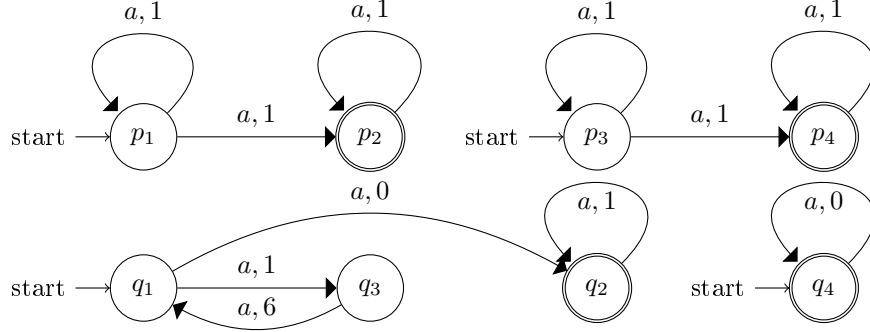 a, 1 a, 1 a, 1 a, 1
a, 1 a, 1
start p1 p2 start p3 p4
a, 0 a, 1 a, 0
a, 1
start q1 q3 q2 start q4
a, 6